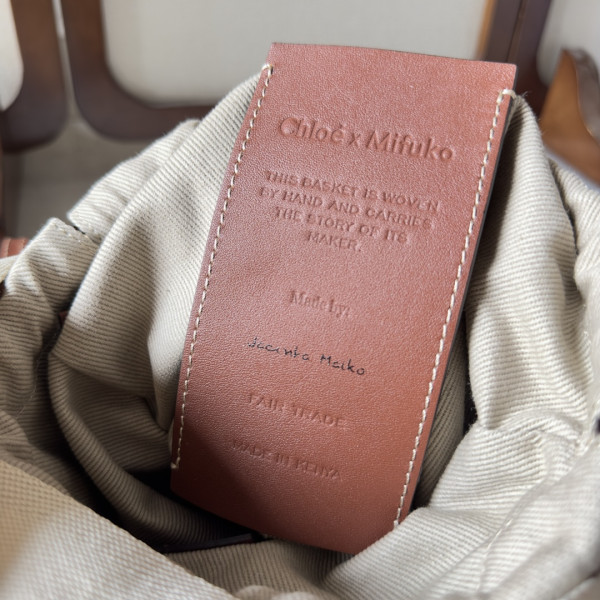 Chloé x Mifuko
THIS BASKET IS WOVEN
BY HAND AND CARRIES
THE STORY OF ITS
MAKER.
Made by:
Jacinta Maiko
FAIR TRADE
MADE IN KENYA